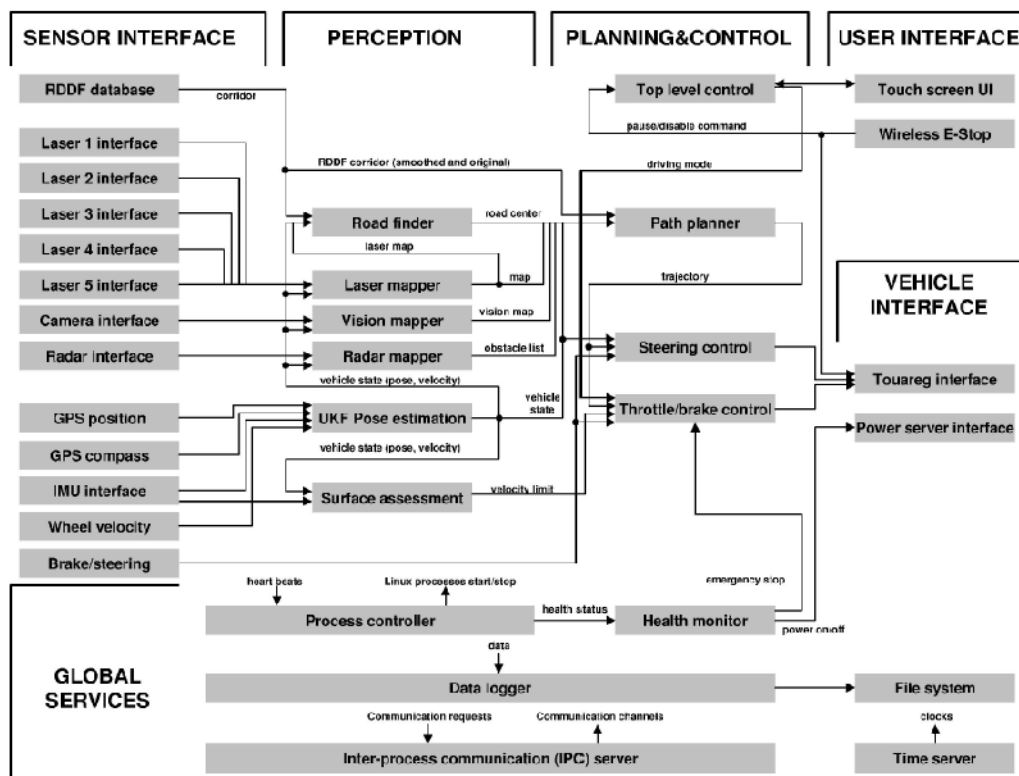 SENSOR INTERFACE
PERCEPTION
PLANNING&CONTROL
USER INTERFACE
RDDF database
corridor
Top level control
Touch screen UI
pause/disable command
Wireless E-Stop
Laser 1 interface
RDDF corridor (smoothed and original)
driving mode
Laser 2 interface
Laser 3 interface
Road finder
road center
Path planner
laser map
Laser 4 interface
Laser 5 interface
Laser mapper
map
trajectory
VEHICLE
INTERFACE
Camera interface
Vision mapper
vision map
Radar interface
Radar mapper
obstacle list
Steering control
vehicle state (pose, velocity)
Touareg interface
GPS position
UKF Pose estimation
vehicle
state
Throttle/brake control
Power server interface
GPS compass
vehicle state (pose, velocity)
IMU interface
Surface assessment
velocity limit
Wheel velocity
Brake/steering
heart beats
Linux processes start/stop
emergency stop
Process controller
health status
Health monitor
power on/off
data
GLOBAL
SERVICES
Data logger
File system
Communication requests
Communication channels
clocks
Inter-process communication (IPC) server
Time server